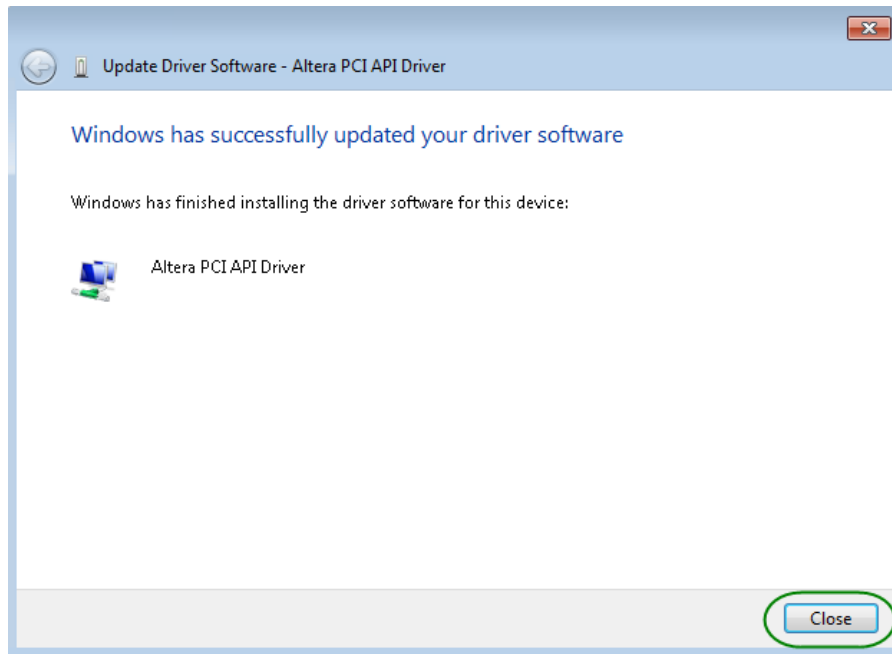 Update Driver Software - Altera PCI API Driver
Windows has successfully updated your driver software
Windows has finished installing the driver software for this device:
Altera PCI API Driver
Close